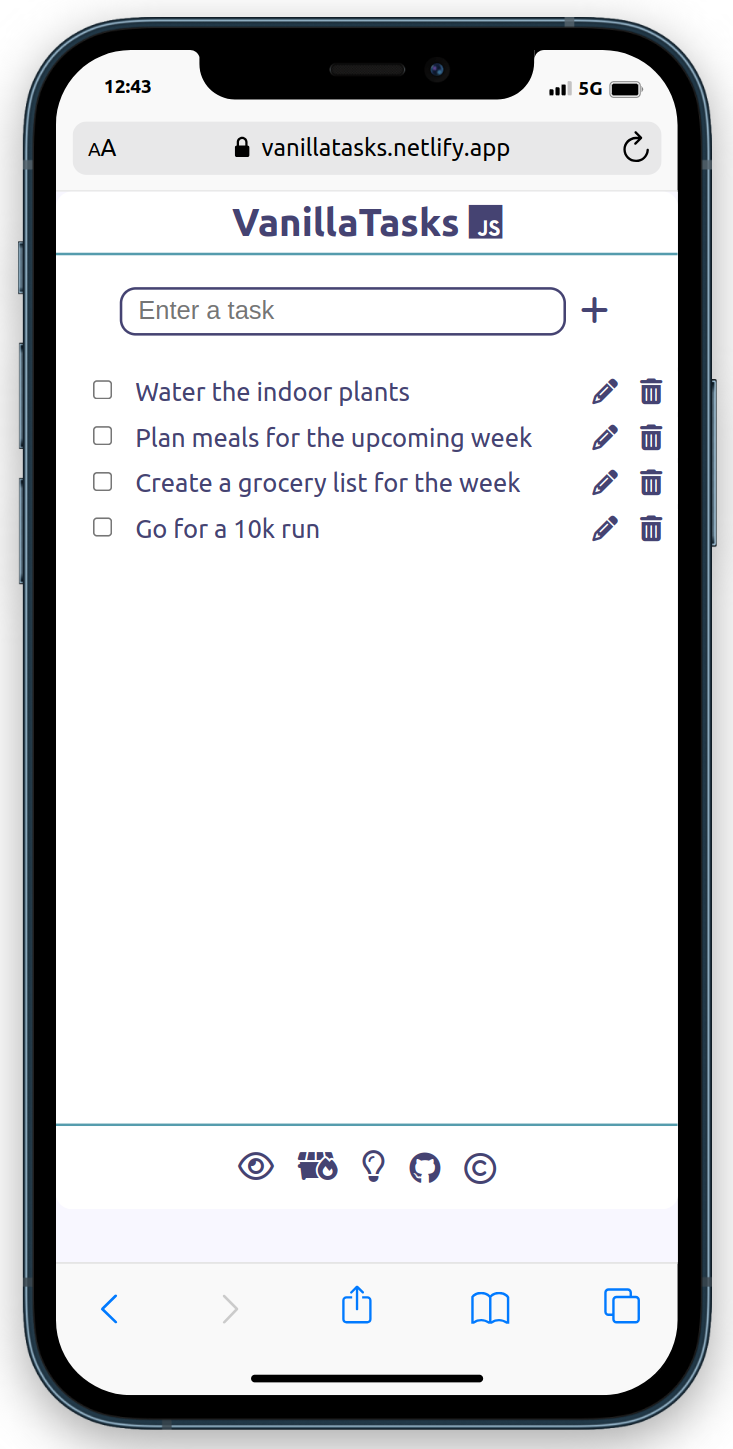 12:43
5G
AA
vanillatasks.netlify.app
VanillaTasks JS
Enter a task
Water the indoor plants
Plan meals for the upcoming week
Create a grocery list for the week
Go for a 10k run